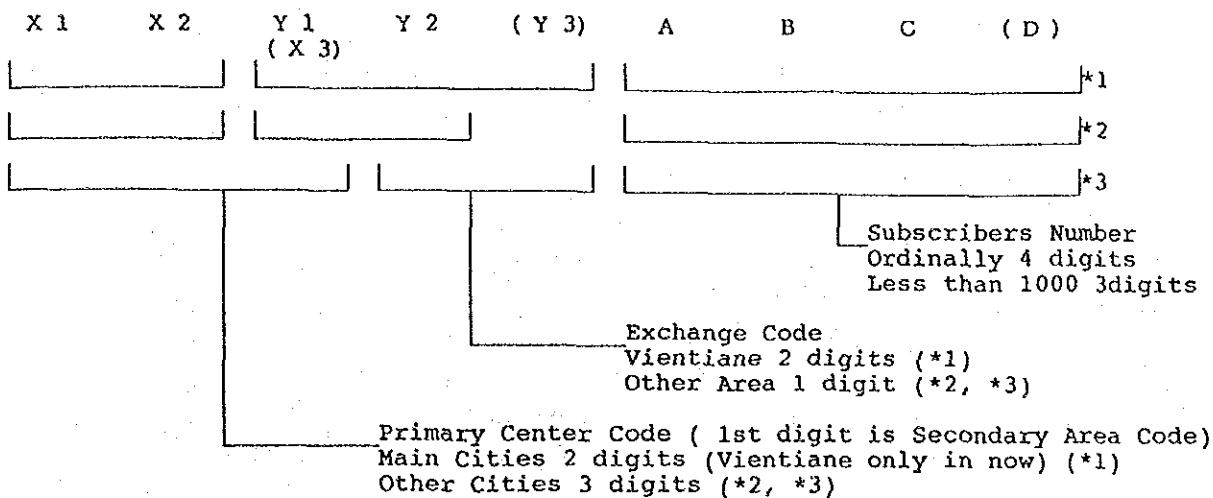 X 1 X 2 Y 1 Y 2 ( Y 3) A B C ( D )
( X 3)
*1
*2
*3
Subscribers Number
Ordinally 4 digits
Less than 1000 3digits
Exchange Code
Vientiane 2 digits (*1)
Other Area 1 digit (*2, *3)
Primary Center Code ( 1st digit is Secondary Area Code)
Main Cities 2 digits (Vientiane only in now) (*1)
Other Cities 3 digits (*2, *3)